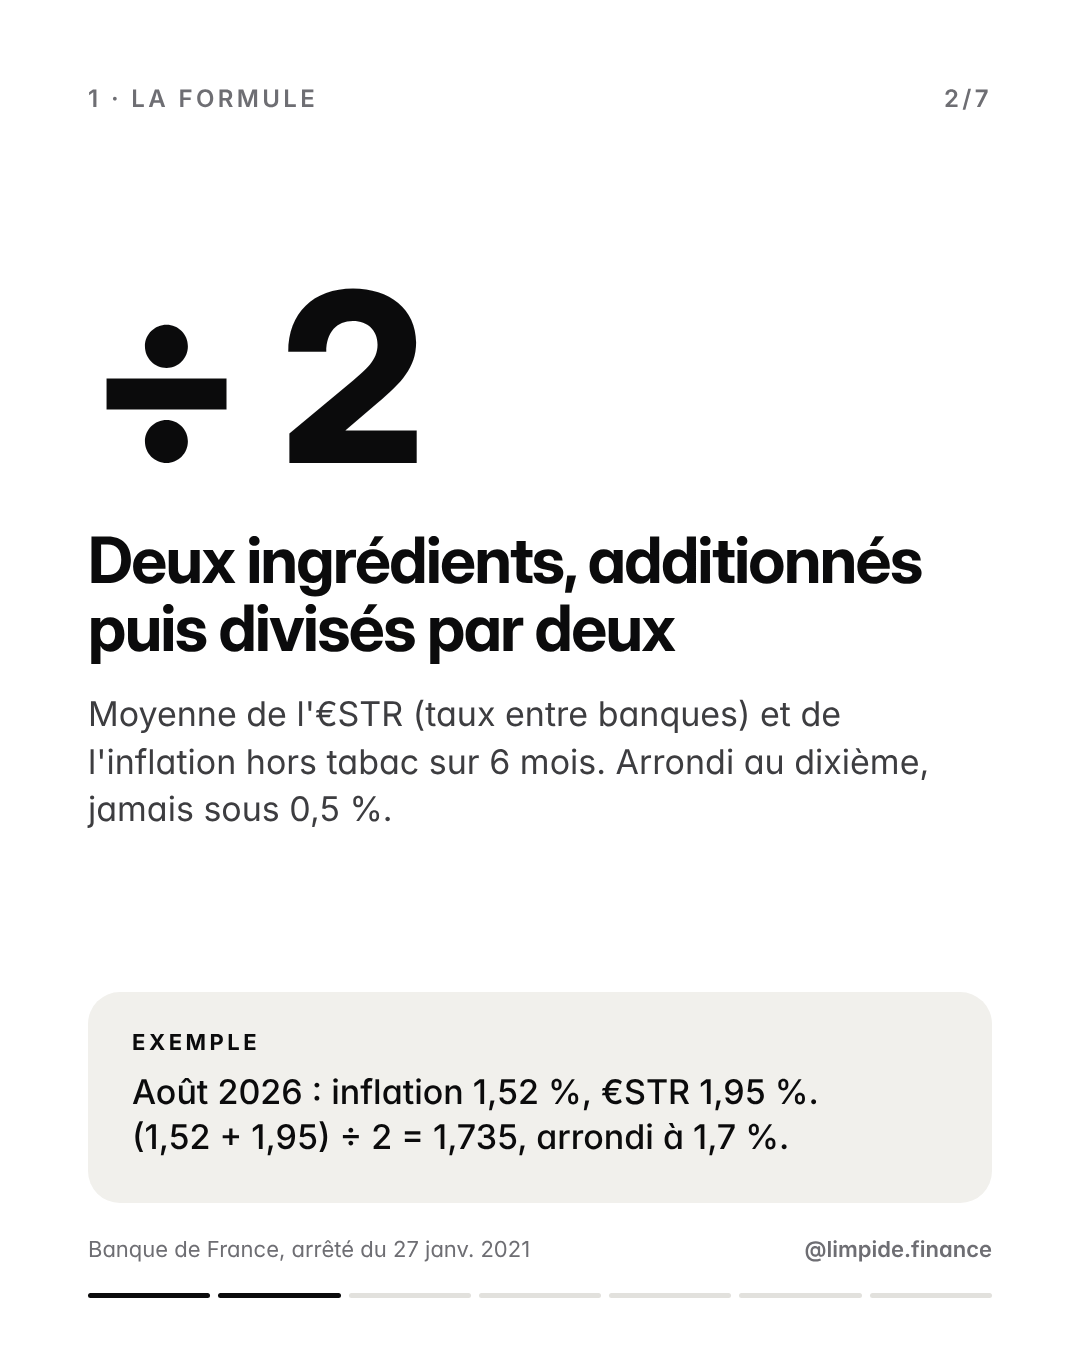 1 · LA FORMULE
2/7
÷ 2
Deux ingrédients, additionnés
puis divisés par deux
Moyenne de l'€STR (taux entre banques) et de
l'inflation hors tabac sur 6 mois. Arrondi au dixième,
jamais sous 0,5 %.
EXEMPLE
Août 2026 : inflation 1,52 %, €STR 1,95 %.
(1,52 + 1,95) ÷ 2 = 1,735, arrondi à 1,7 %.
Banque de France, arrêté du 27 janv. 2021
@limpide.finance